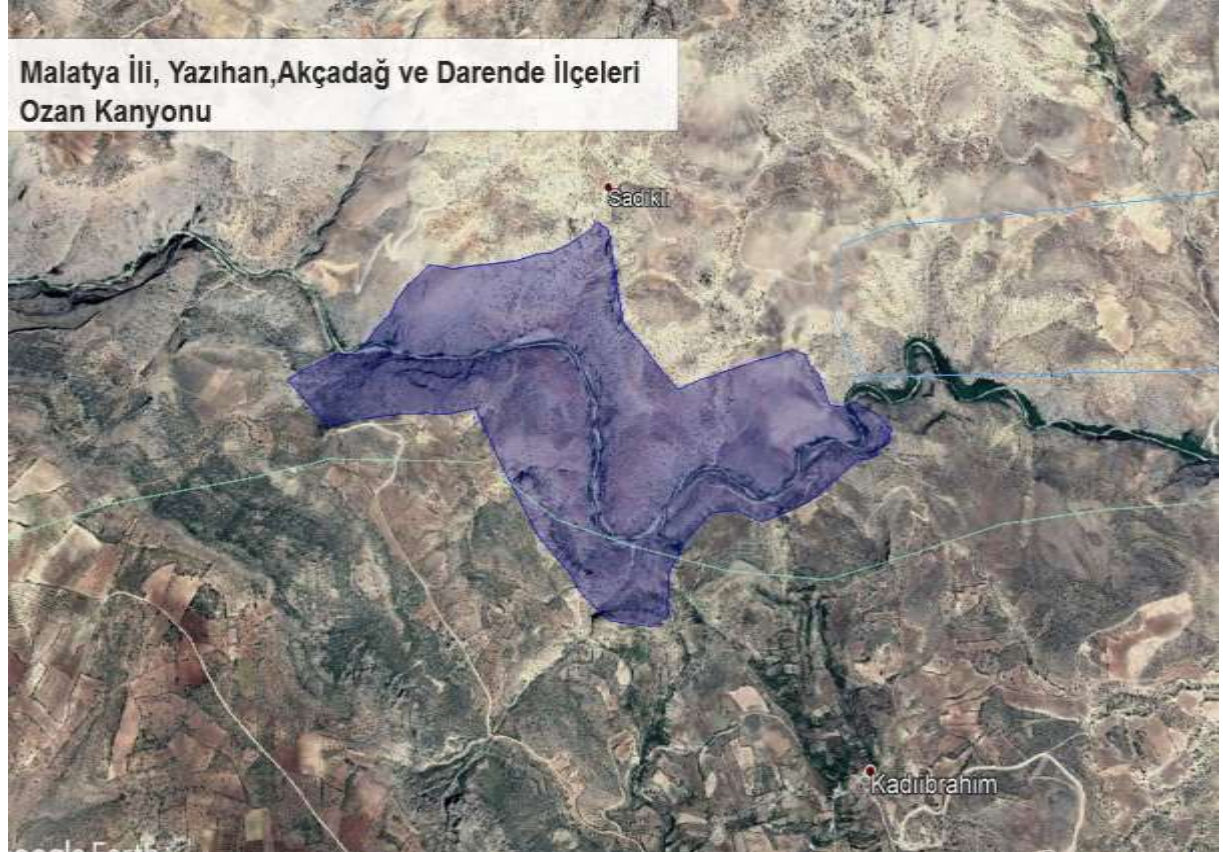 Malatya İli, Yazıhan,Akçadağ ve Darende İlçeleri
Ozan Kanyonu
Sadıklı
Kadıibrahim